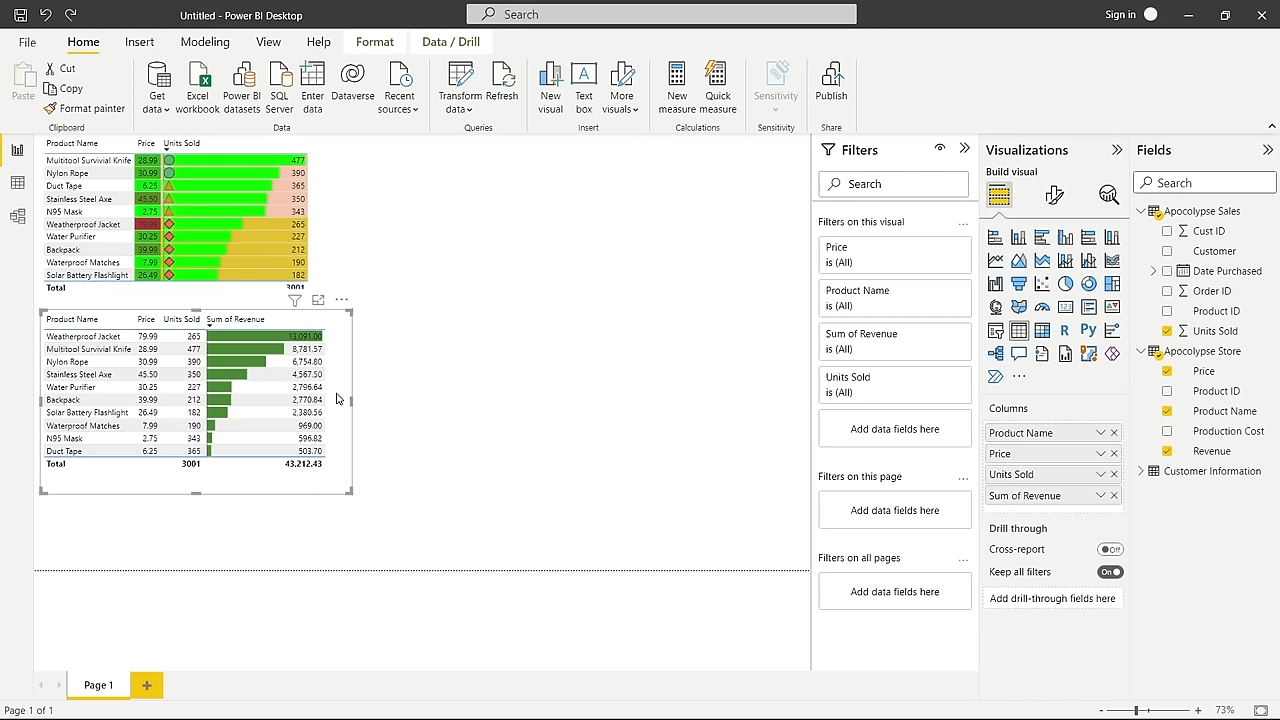 Untitled - Power BI Desktop
Search
Sign in
File Home Insert Modeling View Help Format Data / Drill
Paste
Cut
Copy
Format painter
Clipboard
Get data
Excel workbook
Power BI datasets
SQL Server
Enter data
Dataverse
Recent sources
Data
Transform data
Refresh
Queries
New visual
Text box
More visuals
Insert
New measure
Quick measure
Calculations
Sensitivity
Sensitivity
Publish
Share
Product Name Price Units Sold
Multitool Survivial Knife 28.99 477
Nylon Rope 30.99 390
Duct Tape 6.25 365
Stainless Steel Axe 45.50 350
N95 Mask 2.75 343
Weatherproof Jacket 265
Water Purifier 30.25 227
Backpack 39.99 212
Waterproof Matches 7.99 190
Solar Battery Flashlight 26.49 182
Total 3001
Product Name Price Units Sold Sum of Revenue
Weatherproof Jacket 79.99 265 13,091.00
Multitool Survivial Knife 28.99 477 8,781.57
Nylon Rope 30.99 390 6,754.80
Stainless Steel Axe 45.50 350 4,567.50
Water Purifier 30.25 227 2,796.64
Backpack 39.99 212 2,770.84
Solar Battery Flashlight 26.49 182 2,380.56
Waterproof Matches 7.99 190 969.00
N95 Mask 2.75 343 596.82
Duct Tape 6.25 365 503.70
Total 3001 43,212.43
Filters
Search
Filters on this visual
Price
is (All)
Product Name
is (All)
Sum of Revenue
is (All)
Units Sold
is (All)
Add data fields here
Filters on this page
Add data fields here
Filters on all pages
Add data fields here
Visualizations
Build visual
R Py
Columns
Product Name
Price
Units Sold
Sum of Revenue
Drill through
Cross-report Off
Keep all filters On
Add drill-through fields here
Fields
Search
Apocolypse Sales
Cust ID
Customer
Date Purchased
Order ID
Product ID
Units Sold
Apocolypse Store
Price
Product ID
Product Name
Production Cost
Revenue
Customer Information
Page 1
Page 1 of 1
73%